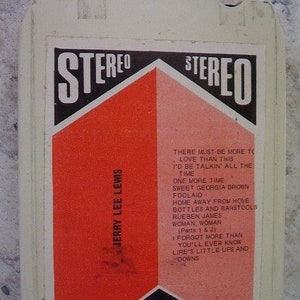 STEREO
STEREO
JERRY LEE LEWIS
THERE MUST BE MORE TO
LOVE THAN THIS
I'D BE TALKIN' ALL THE
TIME
ONE MORE TIME
SWEET GEORGIA BROWN
FOOLAID
HOME AWAY FROM HOME
BOTTLES AND BARSTOOLS
REUBEN JAMES
WOMAN, WOMAN
(Parts 1 & 2)
I FORGOT MORE THAN
YOU'LL EVER KNOW
LIFE'S LITTLE UPS AND
DOWNS